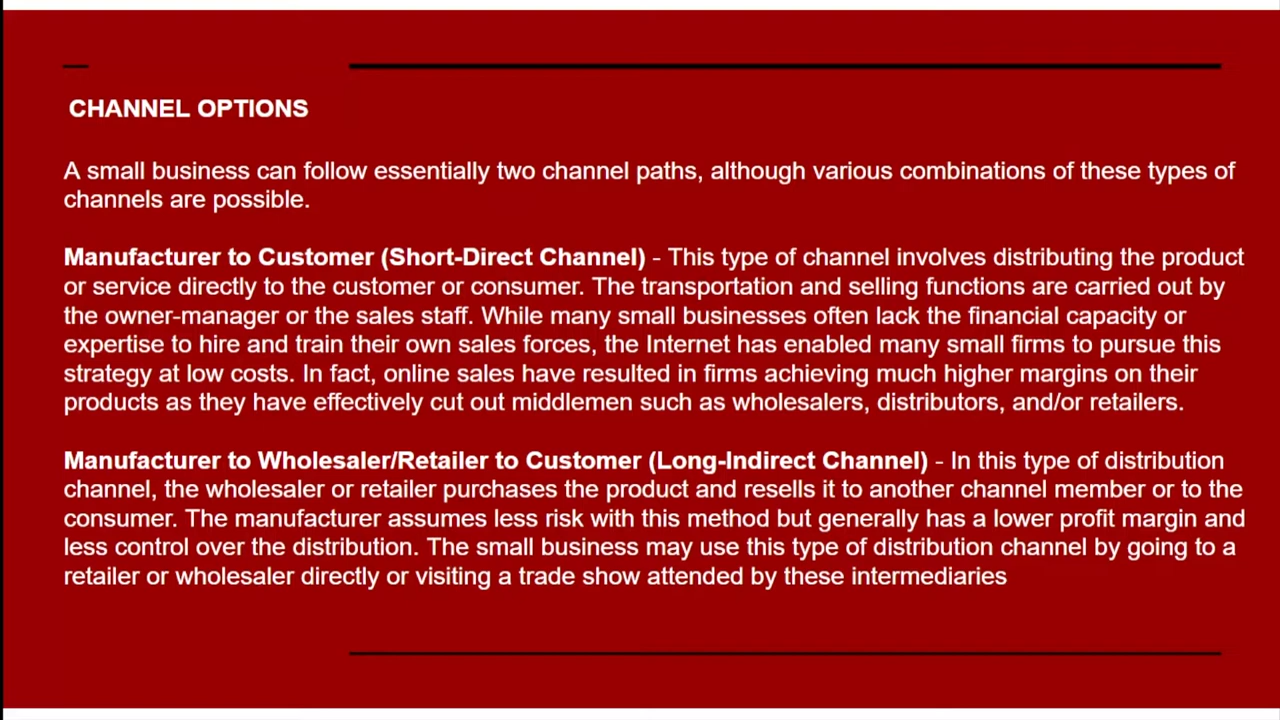 CHANNEL OPTIONS
A small business can follow essentially two channel paths, although various combinations of these types of
channels are possible.
Manufacturer to Customer (Short-Direct Channel) - This type of channel involves distributing the product
or service directly to the customer or consumer. The transportation and selling functions are carried out by
the owner-manager or the sales staff. While many small businesses often lack the financial capacity or
expertise to hire and train their own sales forces, the Internet has enabled many small firms to pursue this
strategy at low costs. In fact, online sales have resulted in firms achieving much higher margins on their
products as they have effectively cut out middlemen such as wholesalers, distributors, and/or retailers.
Manufacturer to Wholesaler/Retailer to Customer (Long-Indirect Channel) - In this type of distribution
channel, the wholesaler or retailer purchases the product and resells it to another channel member or to the
consumer. The manufacturer assumes less risk with this method but generally has a lower profit margin and
less control over the distribution. The small business may use this type of distribution channel by going to a
retailer or wholesaler directly or visiting a trade show attended by these intermediaries